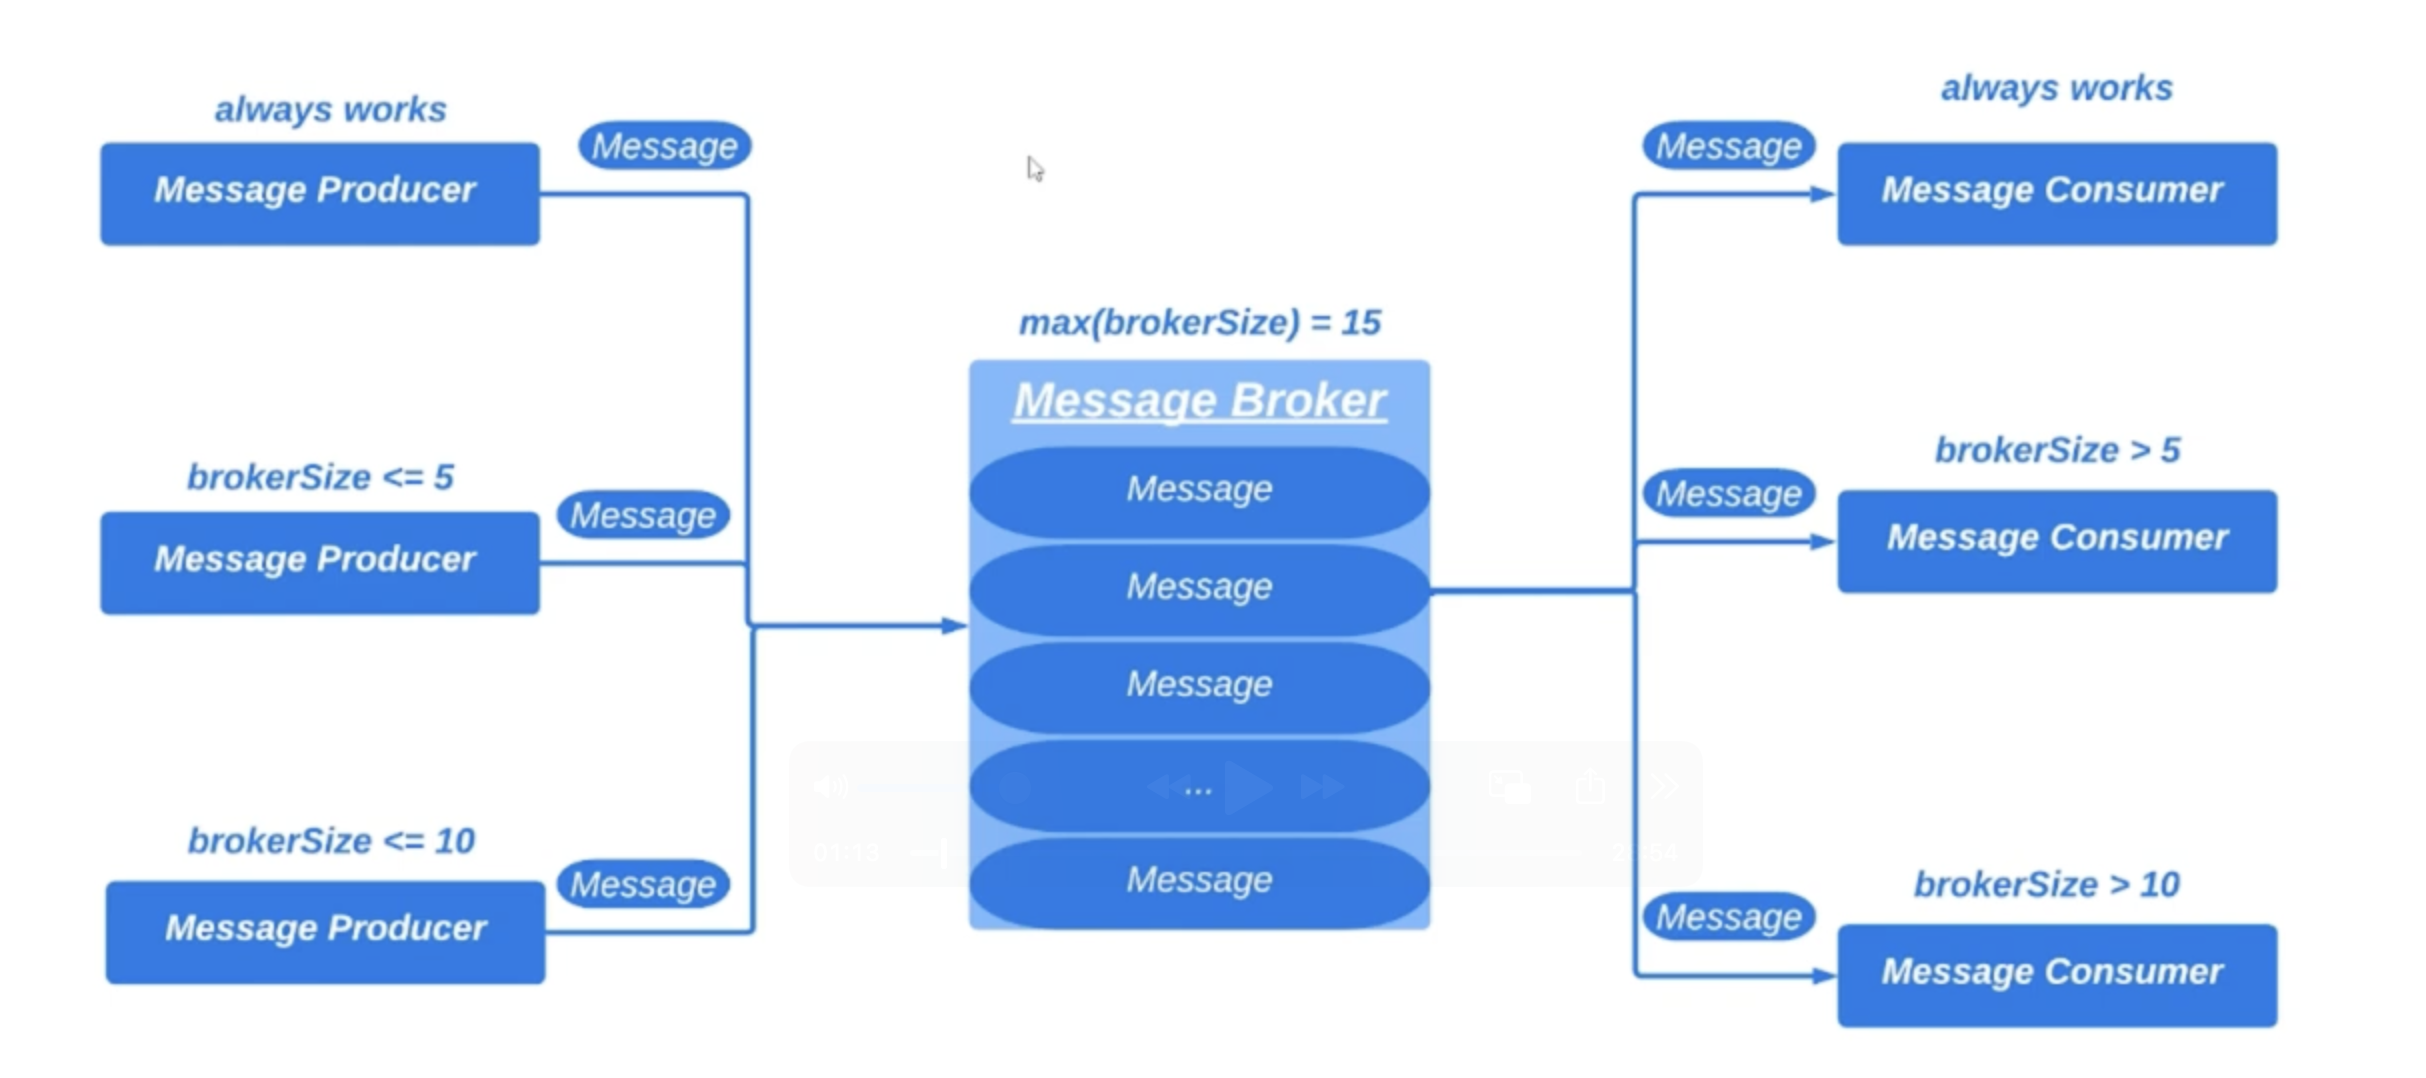 always works
Message Producer
Message
brokerSize <= 5
Message Producer
Message
brokerSize <= 10
Message Producer
Message
max(brokerSize) = 15
Message Broker
Message
Message
Message
...
Message
01:13
always works
Message
Message Consumer
brokerSize > 5
Message
Message Consumer
brokerSize > 10
Message
Message Consumer